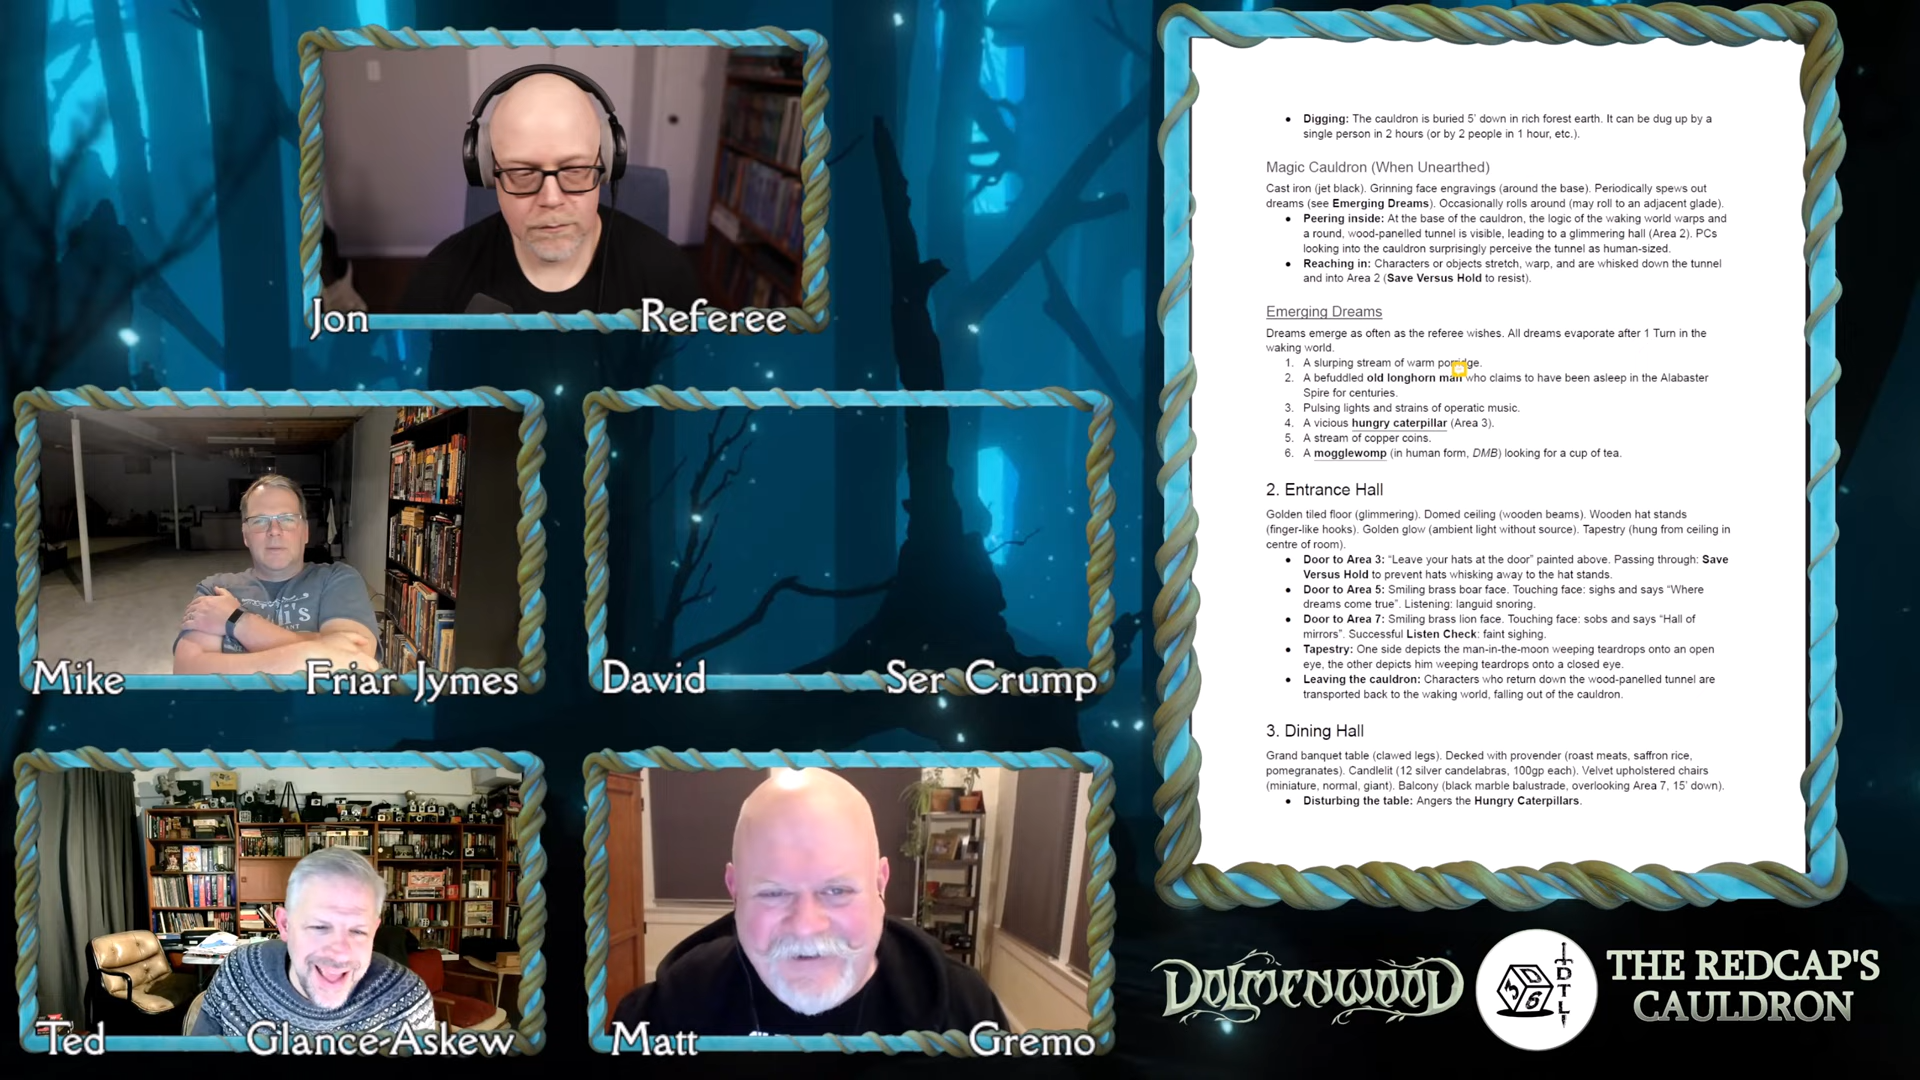 Jon Referee
Mike Friar Jymes
David Ser Crump
Ted Glance-Askew
Matt Gremo
• Digging: The cauldron is buried 5' down in rich forest earth. It can be dug up by a
single person in 2 hours (or by 2 people in 1 hour, etc.).
Magic Cauldron (When Unearthed)
Cast iron (jet black). Grinning face engravings (around the base). Periodically spews out
dreams (see Emerging Dreams). Occasionally rolls around (may roll to an adjacent glade).
• Peering inside: At the base of the cauldron, the logic of the waking world warps and
a round, wood-panelled tunnel is visible, leading to a glimmering hall (Area 2). PCs
looking into the cauldron surprisingly perceive the tunnel as human-sized.
• Reaching in: Characters or objects stretch, warp, and are whisked down the tunnel
and into Area 2 (Save Versus Hold to resist).
Emerging Dreams
Dreams emerge as often as the referee wishes. All dreams evaporate after 1 Turn in the
waking world.
1. A slurping stream of warm porridge.
2. A befuddled old longhorn man who claims to have been asleep in the Alabaster
Spire for centuries.
3. Pulsing lights and strains of operatic music.
4. A vicious hungry caterpillar (Area 3).
5. A stream of copper coins.
6. A mogglewomp (in human form, DMB) looking for a cup of tea.
2. Entrance Hall
Golden tiled floor (glimmering). Domed ceiling (wooden beams). Wooden hat stands
(finger-like hooks). Golden glow (ambient light without source). Tapestry (hung from ceiling in
centre of room).
• Door to Area 3: “Leave your hats at the door” painted above. Passing through: Save
Versus Hold to prevent hats whisking away to the hat stands.
• Door to Area 5: Smiling brass boar face. Touching face: sighs and says “Where
dreams come true”. Listening: languid snoring.
• Door to Area 7: Smiling brass lion face. Touching face: sobs and says “Hall of
mirrors”. Successful Listen Check: faint sighing.
• Tapestry: One side depicts the man-in-the-moon weeping teardrops onto an open
eye, the other depicts him weeping teardrops onto a closed eye.
• Leaving the cauldron: Characters who return down the wood-panelled tunnel are
transported back to the waking world, falling out of the cauldron.
3. Dining Hall
Grand banquet table (clawed legs). Decked with provender (roast meats, saffron rice,
pomegranates). Candlelit (12 silver candelabras, 100gp each). Velvet upholstered chairs
(miniature, normal, giant). Balcony (black marble balustrade, overlooking Area 7, 15' down).
• Disturbing the table: Angers the Hungry Caterpillars.
DOLMENWOOD
3D6 DTL
THE REDCAP'S
CAULDRON